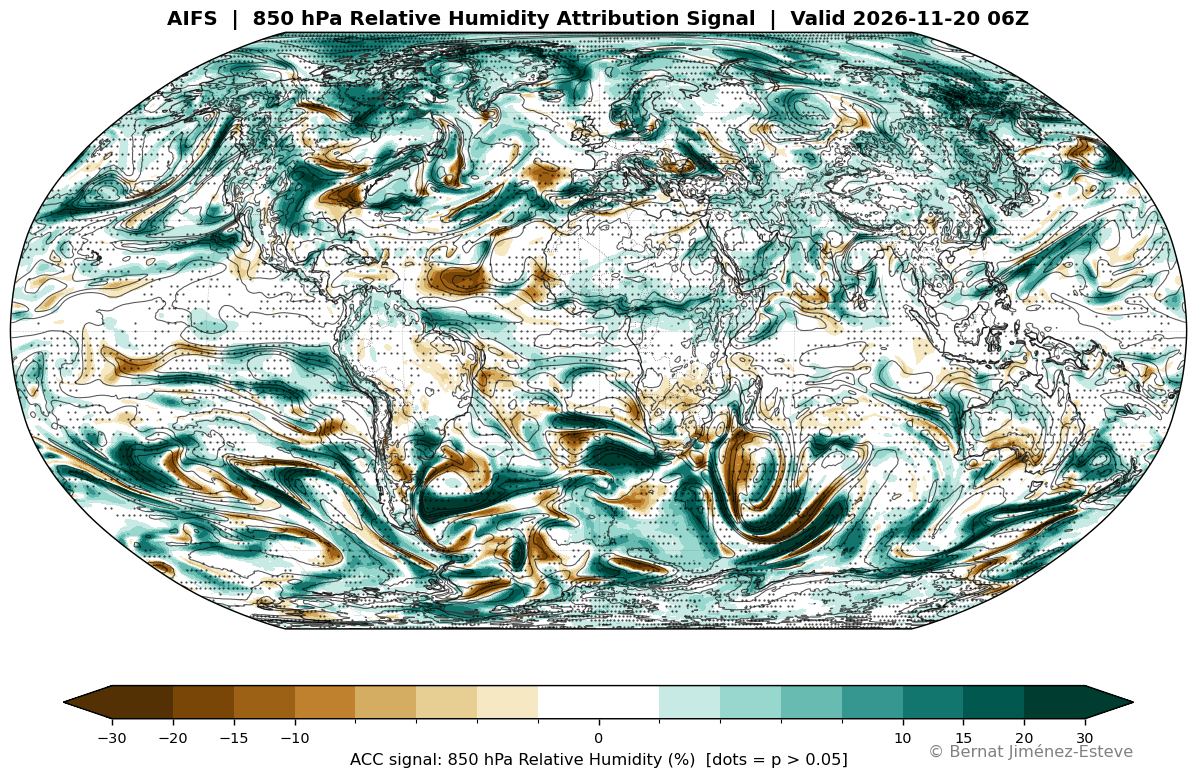 AIFS | 850 hPa Relative Humidity Attribution Signal | Valid 2026-11-20 06Z
−30 −20 −15 −10 0 10 15 20 30
ACC signal: 850 hPa Relative Humidity (%) [dots = p > 0.05]
© Bernat Jiménez-Esteve